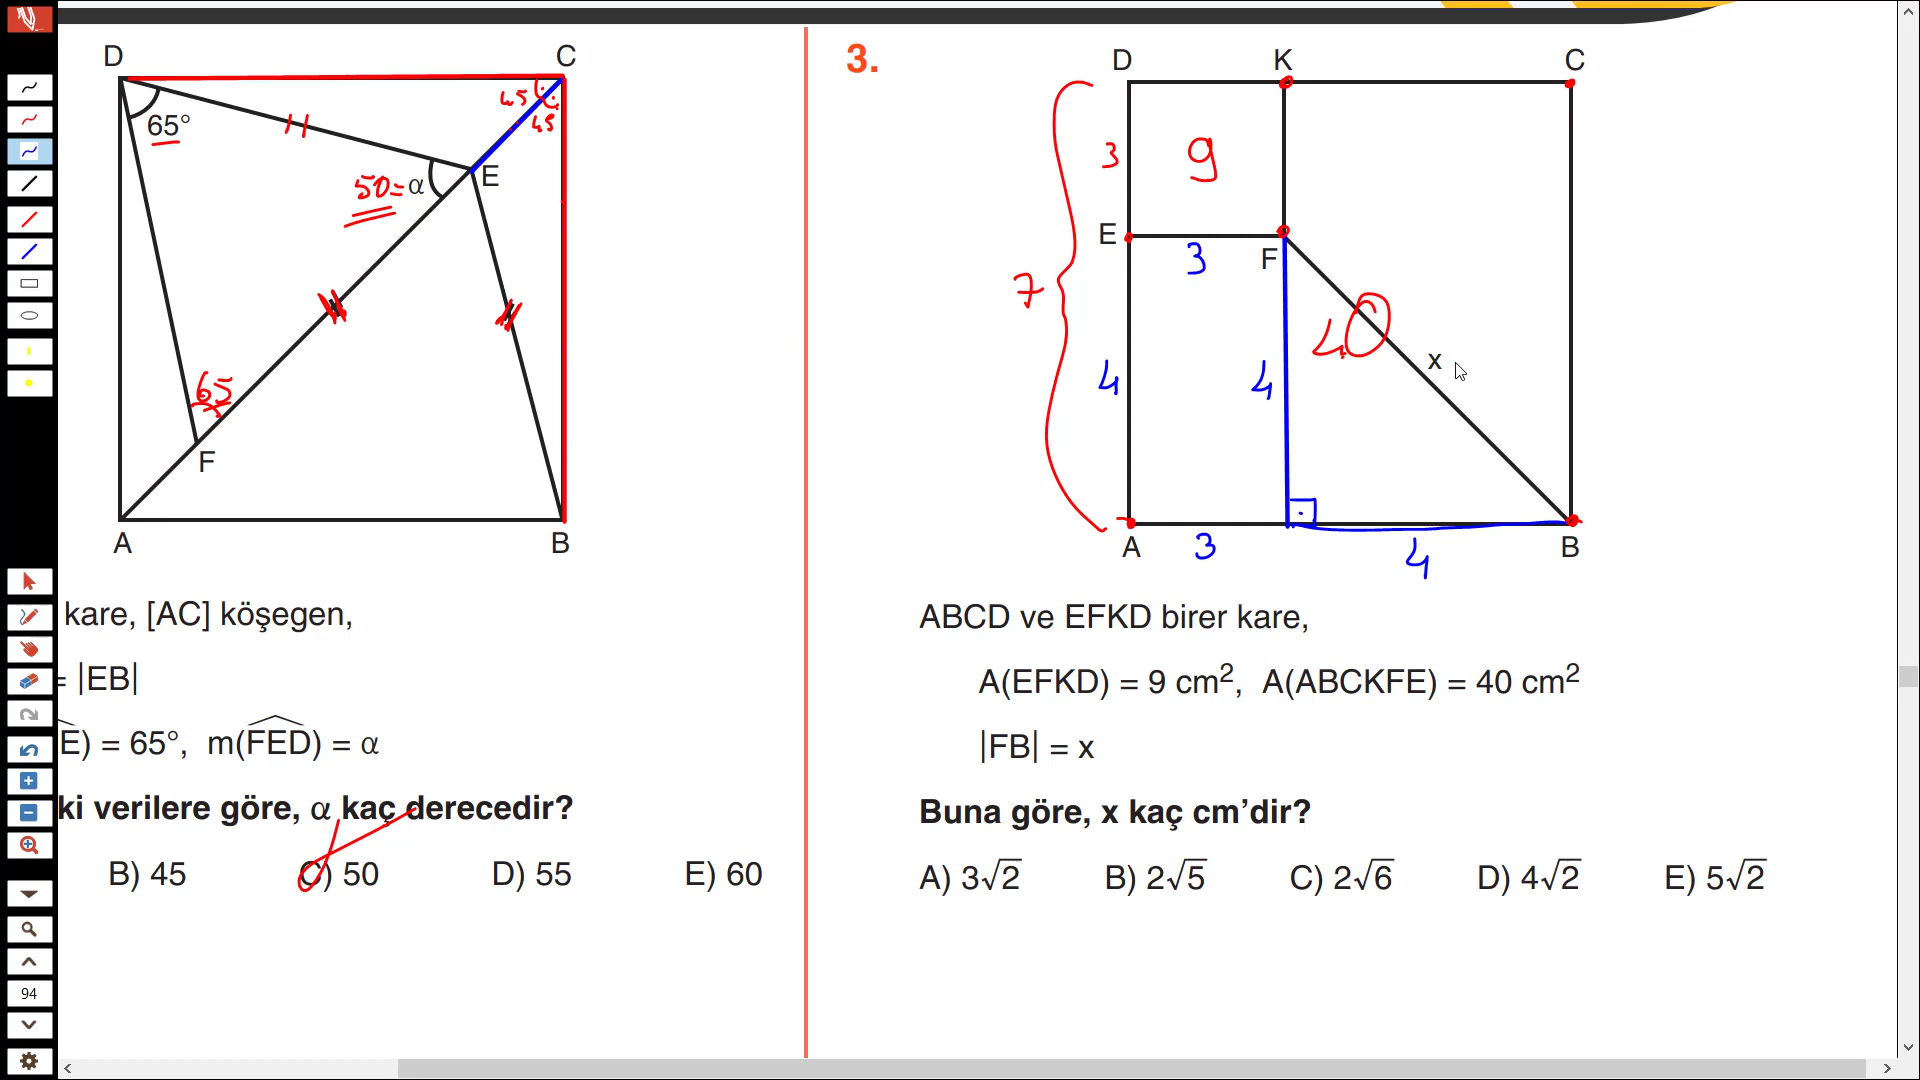 D
C
65°
45
45
E
50=α
65
F
A
B
kare, [AC] köşegen,
= |EB|
E) = 65°, m(FED) = α
ki verilere göre, α kaç derecedir?
B) 45 C) 50 D) 55 E) 60
3.
D
K
C
3
9
E
3
F
7
4
4
40
x
A
3
4
B
ABCD ve EFKD birer kare,
A(EFKD) = 9 cm², A(ABCKFE) = 40 cm²
|FB| = x
Buna göre, x kaç cm'dir?
A) 3√2 B) 2√5 C) 2√6 D) 4√2 E) 5√2
94